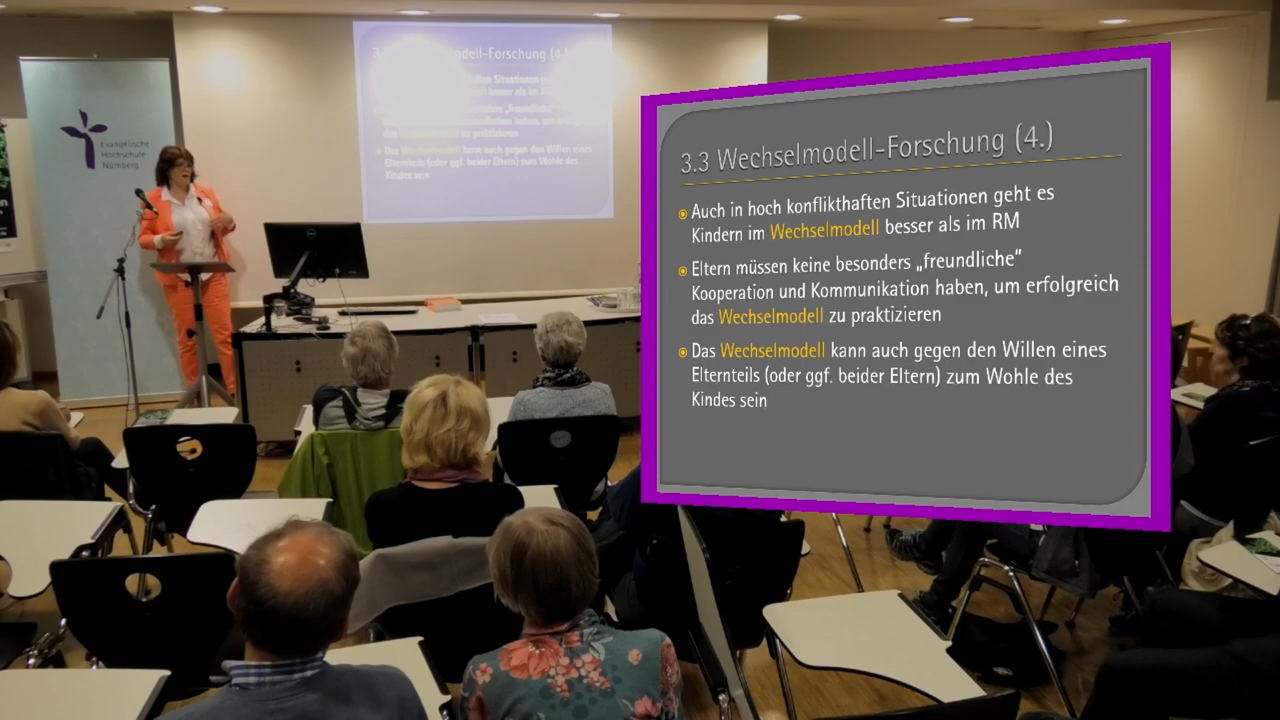 Evangelische
Hochschule
Nürnberg
3.3 Wechselmodell-Forschung (4.)
Auch in hoch konflikthaften Situationen geht es
Kindern im Wechselmodell besser als im RM
Eltern müssen keine besonders „freundliche“
Kooperation und Kommunikation haben, um erfolgreich
das Wechselmodell zu praktizieren
Das Wechselmodell kann auch gegen den Willen eines
Elternteils (oder ggf. beider Eltern) zum Wohle des
Kindes sein